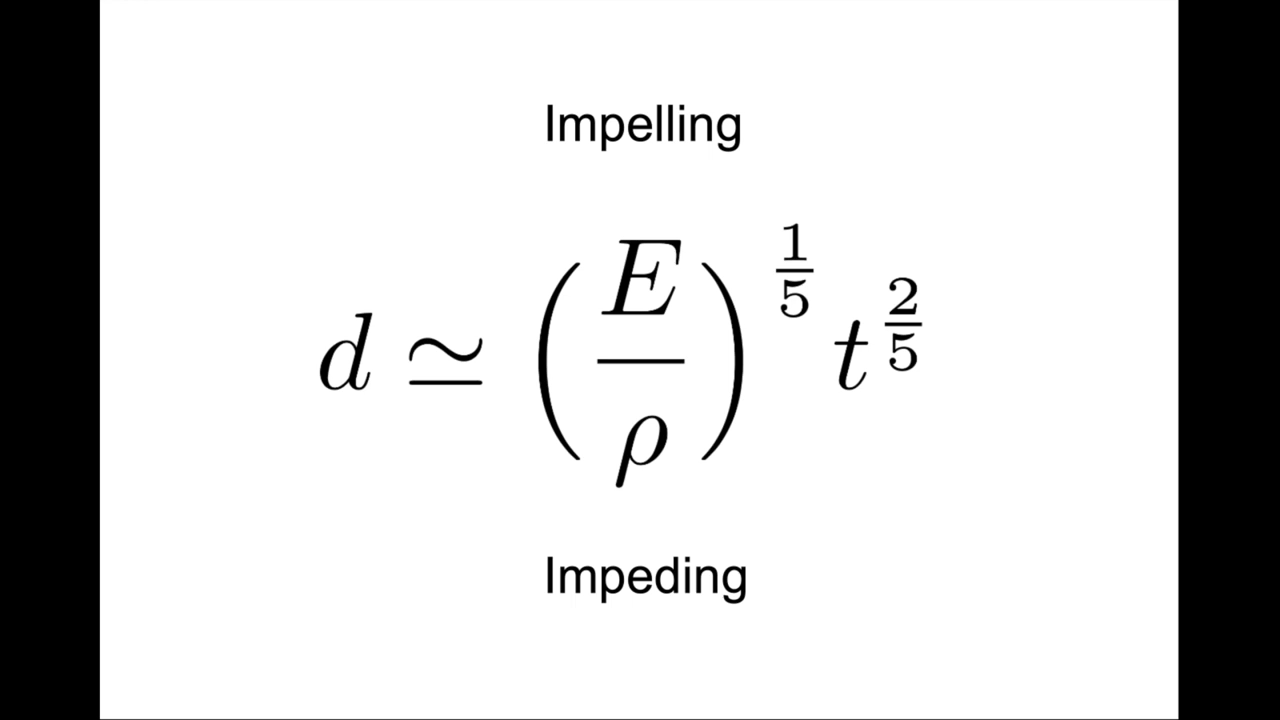 Impelling
d ≃ (E/ρ)^(1/5) t^(2/5)
Impeding